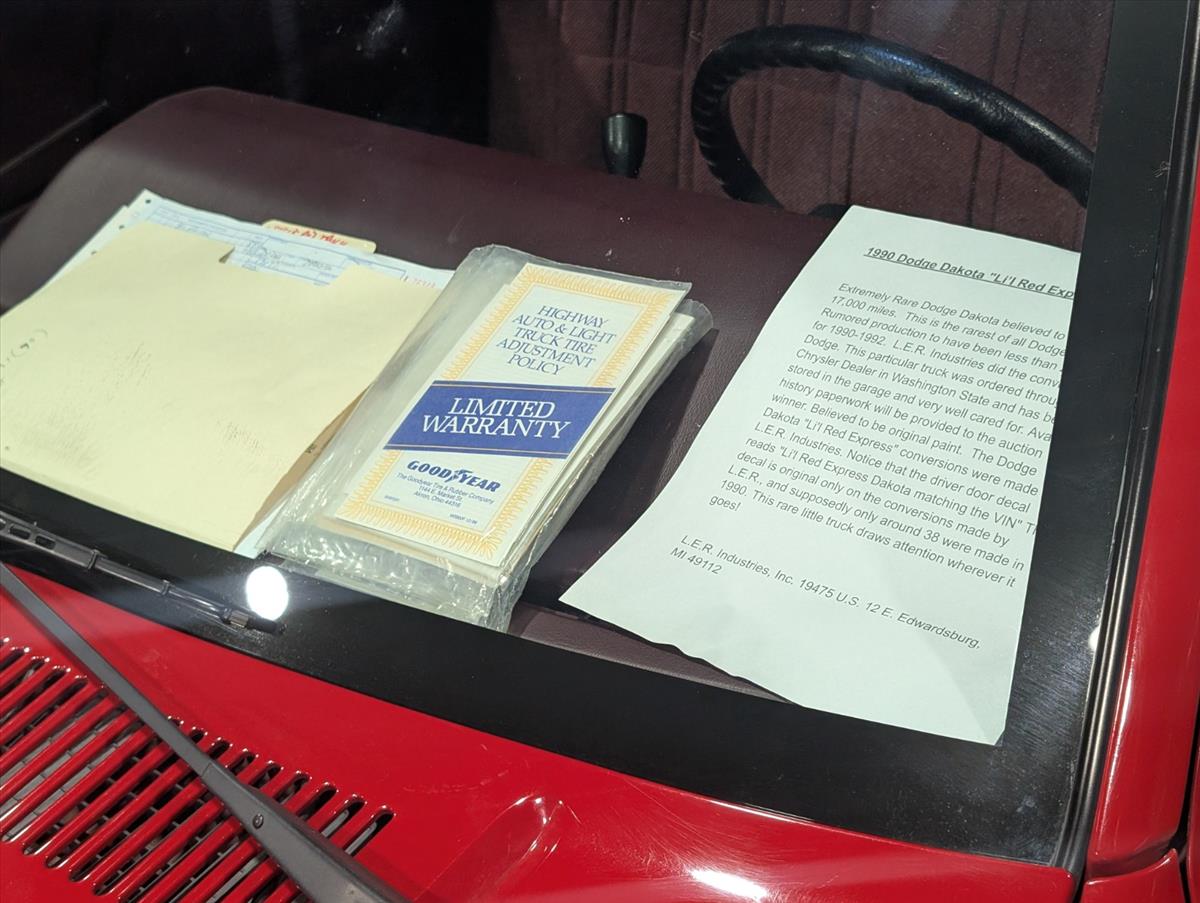 HIGHWAY
AUTO & LIGHT
TRUCK TIRE
ADJUSTMENT
POLICY
LIMITED
WARRANTY
GOODYEAR
The Goodyear Tire & Rubber Company
1144 E. Market St.
Akron, Ohio 44316
1990 Dodge Dakota "Li'l Red Exp
Extremely Rare Dodge Dakota believed to
17,000 miles. This is the rarest of all Dodge
Rumored production to have been less than
for 1990-1992. L.E.R. Industries did the conv
Dodge. This particular truck was ordered throu
Chrysler Dealer in Washington State and has be
stored in the garage and very well cared for. Ava
history paperwork will be provided to the auction
winner. Believed to be original paint. The Dodge
Dakota "Li'l Red Express" conversions were made
L.E.R. Industries. Notice that the driver door decal
reads "Li'l Red Express Dakota matching the VIN" T
decal is original only on the conversions made by
L.E.R., and supposedly only around 38 were made in
1990. This rare little truck draws attention wherever it
goes!
L.E.R. Industries, Inc. 19475 U.S. 12 E. Edwardsburg,
MI 49112